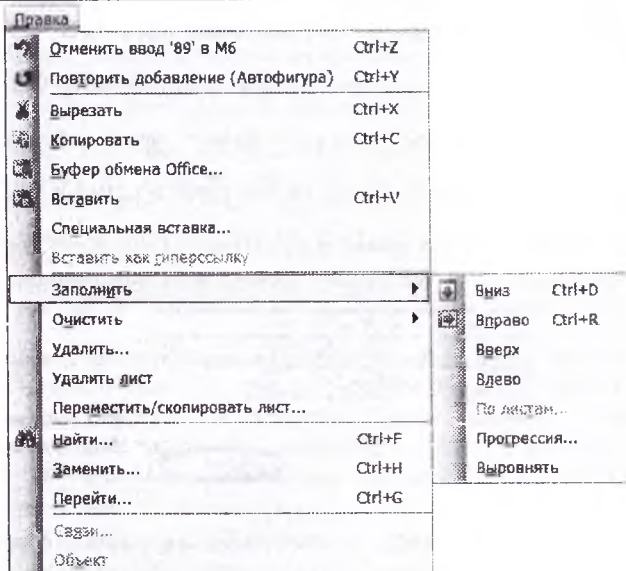 Правка
Отменить ввод '89' в M6 Ctrl+Z
Повторить добавление (Автофигура) Ctrl+Y
Вырезать Ctrl+X
Копировать Ctrl+C
Буфер обмена Office...
Вставить Ctrl+V
Специальная вставка...
Вставить как гиперссылку
Заполнить
Вниз Ctrl+D
Вправо Ctrl+R
Вверх
Влево
По листам...
Прогрессия...
Выровнять
Очистить
Удалить...
Удалить лист
Переместить/скопировать лист...
Найти... Ctrl+F
Заменить... Ctrl+H
Перейти... Ctrl+G
Связи...
Объект